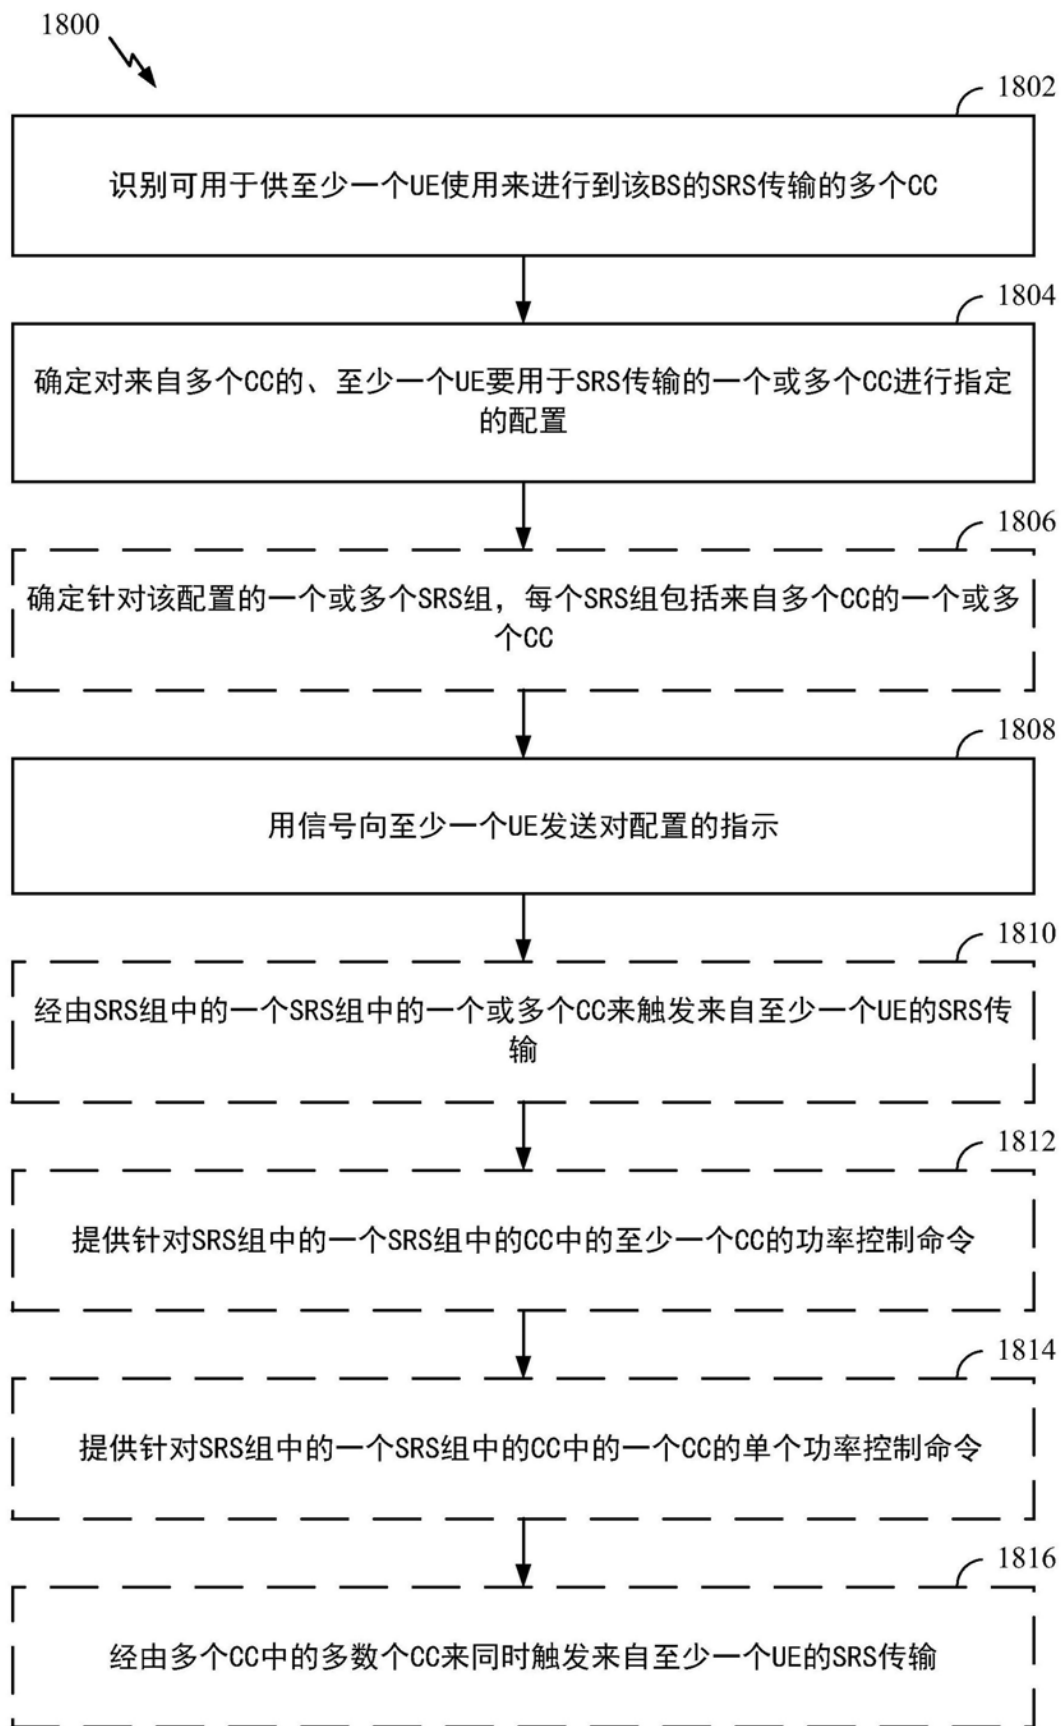 1800
1802
识别可用于供至少一个UE使用来进行到该BS的SRS传输的多个CC
1804
确定对来自多个CC的、至少一个UE要用于SRS传输的一个或多个CC进行指定
的配置
1806
确定针对该配置的一个或多个SRS组，每个SRS组包括来自多个CC的一个或多
个CC
1808
用信号向至少一个UE发送对配置的指示
1810
经由SRS组中的一个SRS组中的一个或多个CC来触发来自至少一个UE的SRS传
输
1812
提供针对SRS组中的一个SRS组中的CC中的至少一个CC的功率控制命令
1814
提供针对SRS组中的一个SRS组中的CC中的一个CC的单个功率控制命令
1816
经由多个CC中的多数个CC来同时触发来自至少一个UE的SRS传输